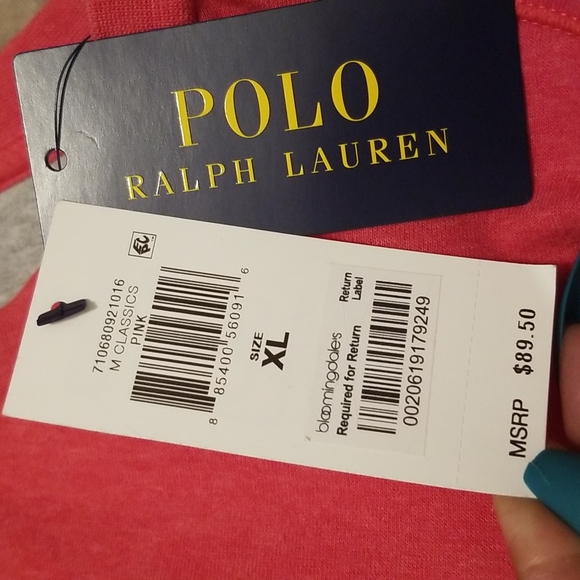 POLO
RALPH LAUREN
710680921016
M CLASSICS
PINK
8 85400 56091 6
SIZE
XL
bloomingdale's
Required for Return
Return
Label
0020619179249
MSRP $89.50